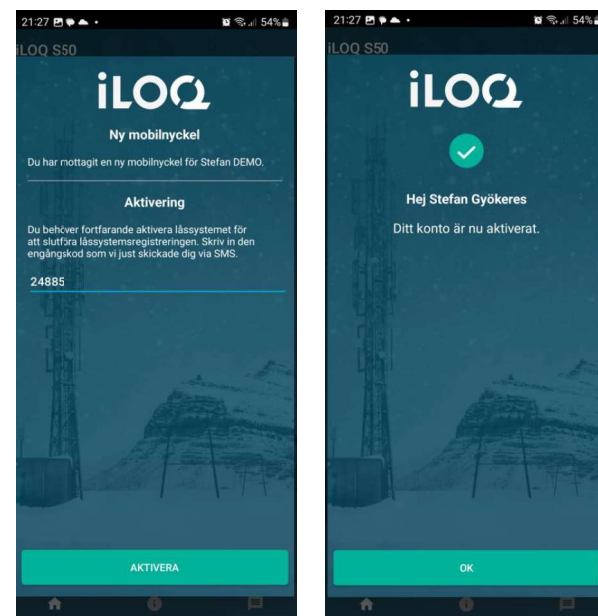 21:27
54%
iLOQ S50
iLOQ
Ny mobilnyckel
Du har mottagit en ny mobilnyckel för Stefan DEMO.
Aktivering
Du behöver fortfarande aktivera låssystemet för
att slutföra låssystemsregistreringen. Skriv in den
engångskod som vi just skickade dig via SMS.
24885
AKTIVERA
21:27
54%
iLOQ S50
iLOQ
Hej Stefan Gyökeres
Ditt konto är nu aktiverat.
OK